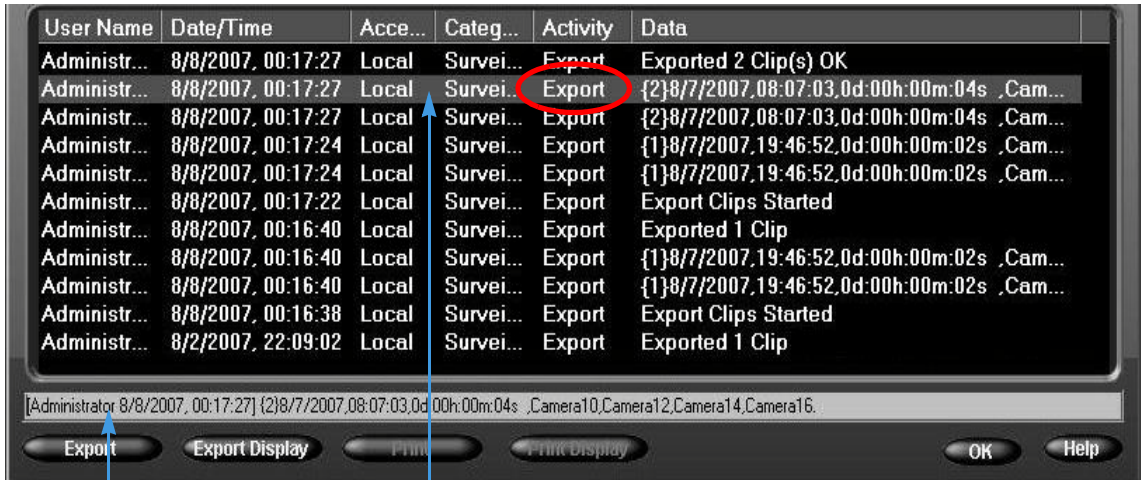 User Name Date/Time Acce... Categ... Activity Data
Administr... 8/8/2007, 00:17:27 Local Survei... Export Exported 2 Clip(s) OK
Administr... 8/8/2007, 00:17:27 Local Survei... Export {2}8/7/2007,08:07:03,0d:00h:00m:04s ,Cam...
Administr... 8/8/2007, 00:17:27 Local Survei... Export {2}8/7/2007,08:07:03,0d:00h:00m:04s ,Cam...
Administr... 8/8/2007, 00:17:24 Local Survei... Export {1}8/7/2007,19:46:52,0d:00h:00m:02s ,Cam...
Administr... 8/8/2007, 00:17:24 Local Survei... Export {1}8/7/2007,19:46:52,0d:00h:00m:02s ,Cam...
Administr... 8/8/2007, 00:17:22 Local Survei... Export Export Clips Started
Administr... 8/8/2007, 00:16:40 Local Survei... Export Exported 1 Clip
Administr... 8/8/2007, 00:16:40 Local Survei... Export {1}8/7/2007,19:46:52,0d:00h:00m:02s ,Cam...
Administr... 8/8/2007, 00:16:40 Local Survei... Export {1}8/7/2007,19:46:52,0d:00h:00m:02s ,Cam...
Administr... 8/8/2007, 00:16:38 Local Survei... Export Export Clips Started
Administr... 8/2/2007, 22:09:02 Local Survei... Export Exported 1 Clip
[Administrator 8/8/2007, 00:17:27] {2}8/7/2007,08:07:03,0d:00h:00m:04s ,Camera10,Camera12,Camera14,Camera16.
Export Export Display Print Print Display OK Help